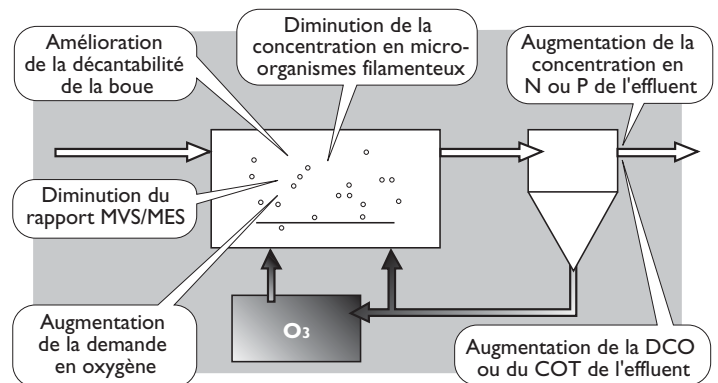 Amélioration
de la décantabilité
de la boue
Diminution de la
concentration en micro-
organismes filamenteux
Augmentation de la
concentration en
N ou P de l'effluent
Diminution du
rapport MVS/MES
Augmentation
de la demande
en oxygène
O₃
Augmentation de la DCO
ou du COT de l'effluent